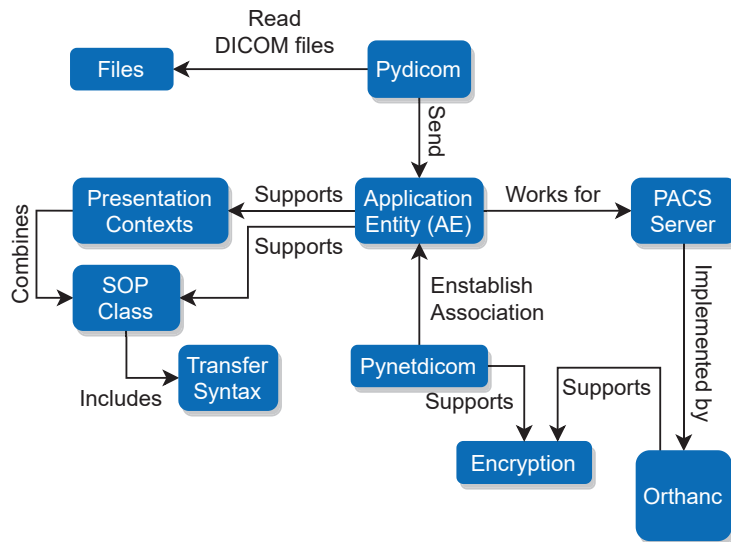 Read
DICOM files
Files
Pydicom
Send
Presentation
Contexts
Supports
Application
Entity (AE)
Works for
PACS
Server
Supports
Combines
SOP
Class
Enstablish
Association
Implemented by
Transfer
Syntax
Includes
Pynetdicom
Supports
Supports
Encryption
Orthanc